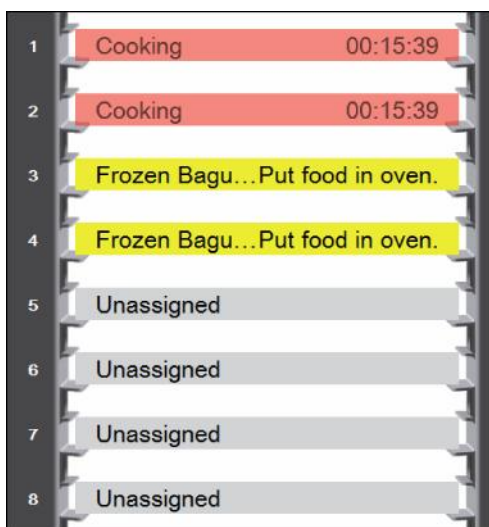 1 Cooking 00:15:39
2 Cooking 00:15:39
3 Frozen Bagu...Put food in oven.
4 Frozen Bagu...Put food in oven.
5 Unassigned
6 Unassigned
7 Unassigned
8 Unassigned